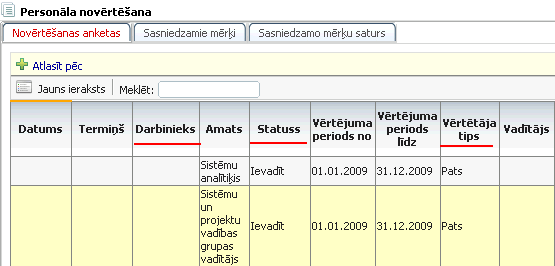 Personāla novērtēšana
Novērtēšanas anketas Sasniedzamie mērķi Sasniedzamo mērķu saturs
Atlasīt pēc
Jauns ieraksts Meklēt:
Datums Termiņš Darbinieks Amats Statuss Vērtējuma periods no Vērtējuma periods līdz Vērtētāja tips Vadītājs
Sistēmu
analītiķis Ievadīt 01.01.2009 31.12.2009 Pats
Sistēmu
un
projektu
vadības
grupas
vadītājs Ievadīt 01.01.2009 31.12.2009 Pats